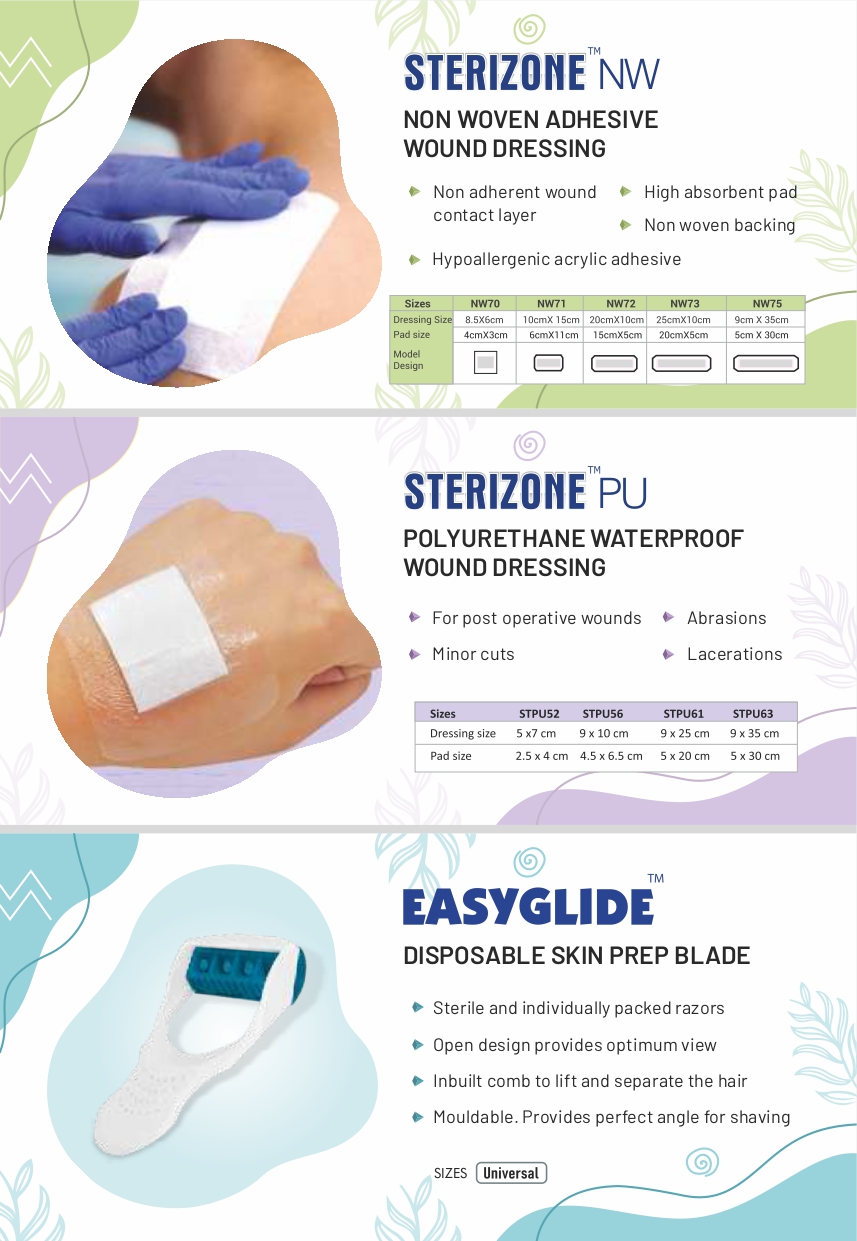 STERIZONE™NW
NON WOVEN ADHESIVE
WOUND DRESSING
Non adherent wound
contact layer
High absorbent pad
Non woven backing
Hypoallergenic acrylic adhesive
Sizes NW70 NW71 NW72 NW73 NW75
Dressing Size 8.5X6cm 10cmX 15cm 20cmX10cm 25cmX10cm 9cm X 35cm
Pad size 4cmX3cm 6cmX11cm 15cmX5cm 20cmX5cm 5cm X 30cm
Model
Design
STERIZONE™PU
POLYURETHANE WATERPROOF
WOUND DRESSING
For post operative wounds Abrasions
Minor cuts Lacerations
Sizes STPU52 STPU56 STPU61 STPU63
Dressing size 5 x7 cm 9 x 10 cm 9 x 25 cm 9 x 35 cm
Pad size 2.5 x 4 cm 4.5 x 6.5 cm 5 x 20 cm 5 x 30 cm
EASYGLIDE™
DISPOSABLE SKIN PREP BLADE
Sterile and individually packed razors
Open design provides optimum view
Inbuilt comb to lift and separate the hair
Mouldable. Provides perfect angle for shaving
SIZES Universal